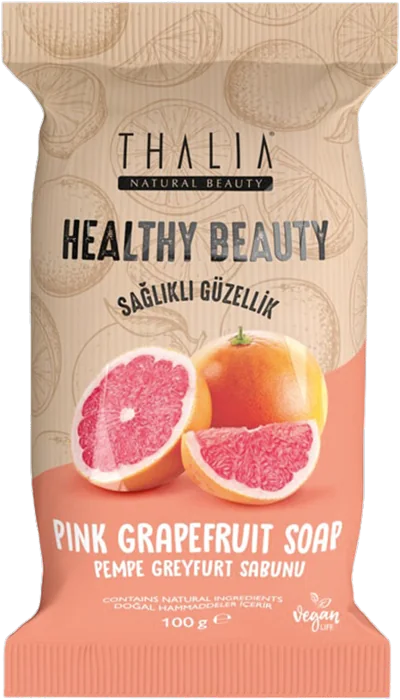 THALIA®
NATURAL BEAUTY
HEALTHY BEAUTY
SAĞLIKLI GÜZELLİK
PINK GRAPEFRUIT SOAP
PEMPE GREYFURT SABUNU
CONTAINS NATURAL INGREDIENTS
DOĞAL HAMMADDELER İÇERİR
100 g ℮
vegan
LIFE